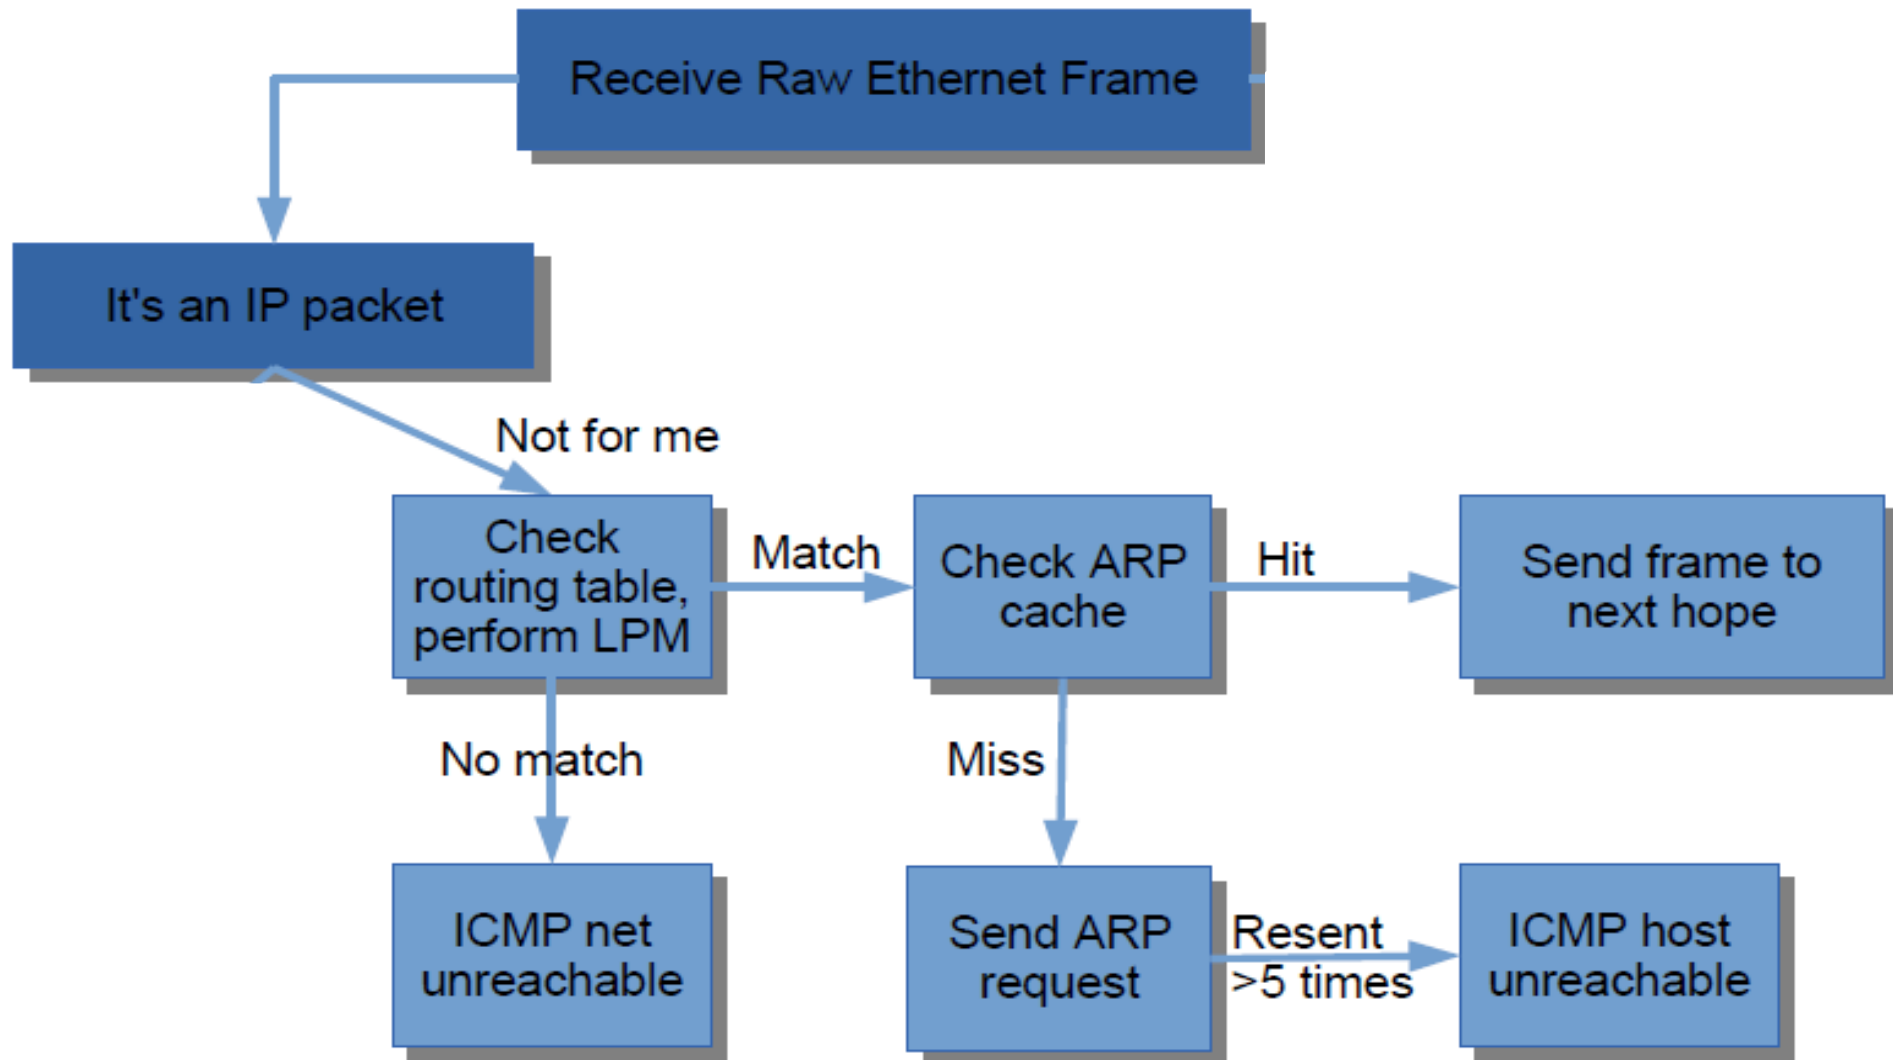 Receive Raw Ethernet Frame
It's an IP packet
Not for me
Check
routing table,
perform LPM
Match
Check ARP
cache
Hit
Send frame to
next hope
No match
Miss
ICMP net
unreachable
Send ARP
request
Resent
>5 times
ICMP host
unreachable